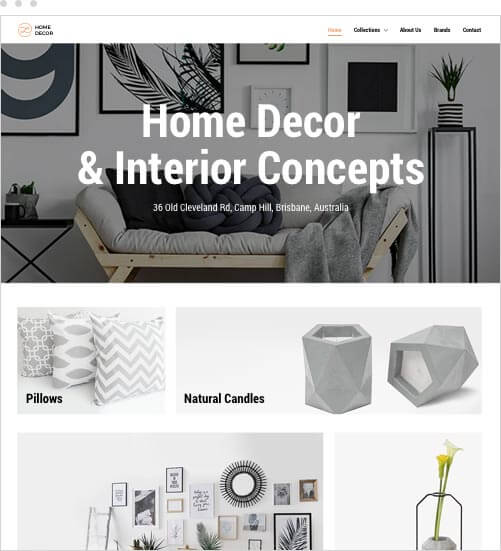 HOME
DECOR
Home
Collections
About Us
Brands
Contact
Home Decor
& Interior Concepts
36 Old Cleveland Rd, Camp Hill, Brisbane, Australia
Pillows
Natural Candles